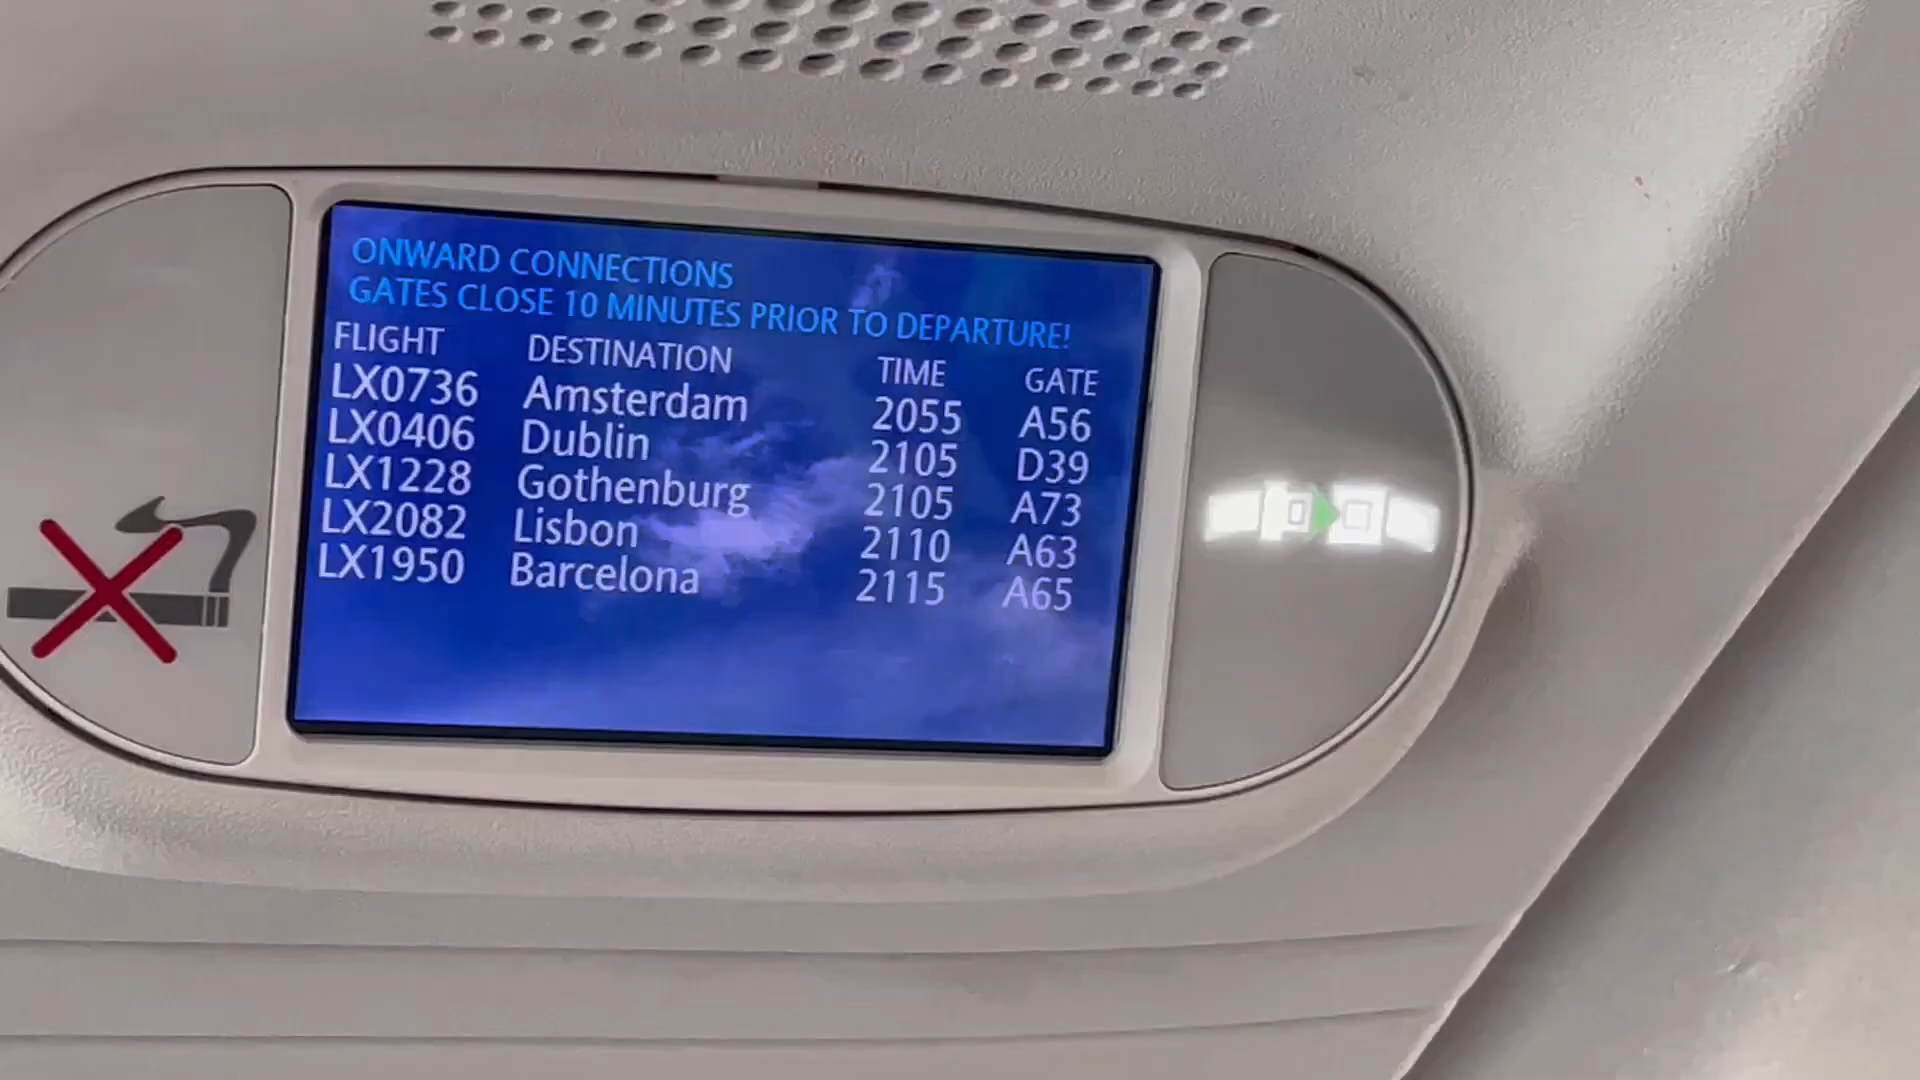 ONWARD CONNECTIONS
GATES CLOSE 10 MINUTES PRIOR TO DEPARTURE!
FLIGHT DESTINATION TIME GATE
LX0736 Amsterdam 2055 A56
LX0406 Dublin 2105 D39
LX1228 Gothenburg 2105 A73
LX2082 Lisbon 2110 A63
LX1950 Barcelona 2115 A65